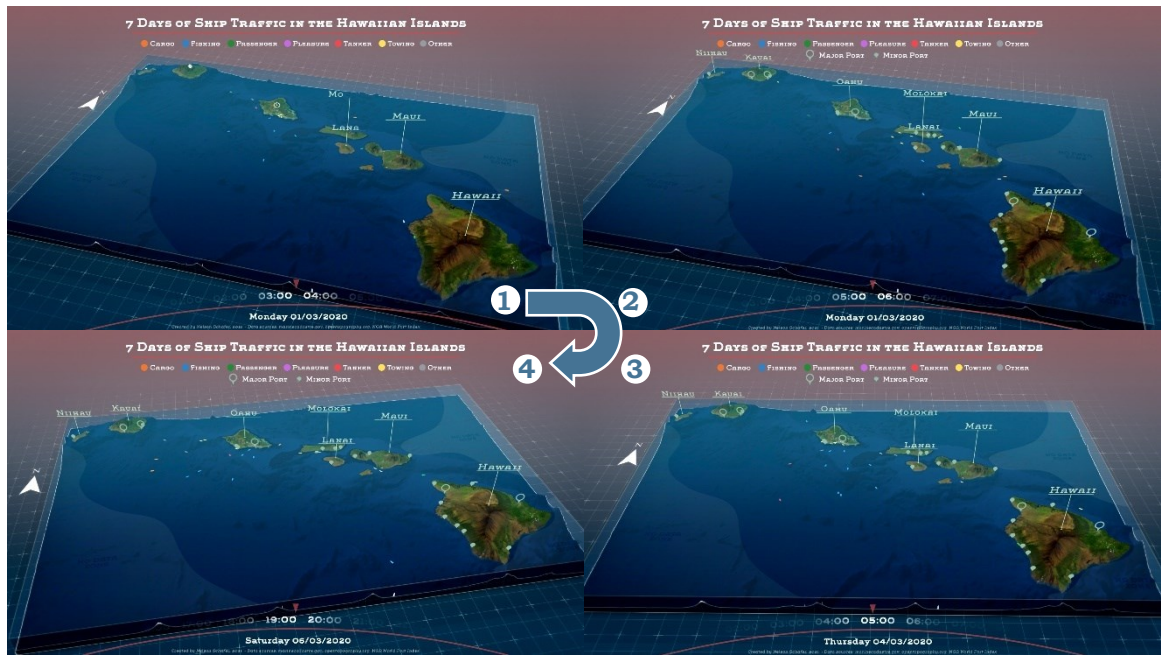 7 Days of Ship Traffic in the Hawaiian Islands
Cargo Fishing Passenger Pleasure Tanker Towing Other
Mo
Lana
Maui
Hawaii
N
03:00 04:00
Monday 01/03/2020
1
7 Days of Ship Traffic in the Hawaiian Islands
Cargo Fishing Passenger Pleasure Tanker Towing Other
Major Port Minor Port
Niihau
Kauai
Oahu
Molokai
Lanai
Maui
Hawaii
N
05:00 06:00
Monday 01/03/2020
2
7 Days of Ship Traffic in the Hawaiian Islands
Cargo Fishing Passenger Pleasure Tanker Towing Other
Major Port Minor Port
Niihau
Kauai
Oahu
Molokai
Lanai
Maui
Hawaii
N
04:00 05:00 06:00
Thursday 04/03/2020
3
7 Days of Ship Traffic in the Hawaiian Islands
Cargo Fishing Passenger Pleasure Tanker Towing Other
Major Port Minor Port
Niihau
Kauai
Oahu
Molokai
Lanai
Maui
Hawaii
N
19:00 20:00
Saturday 06/03/2020
4